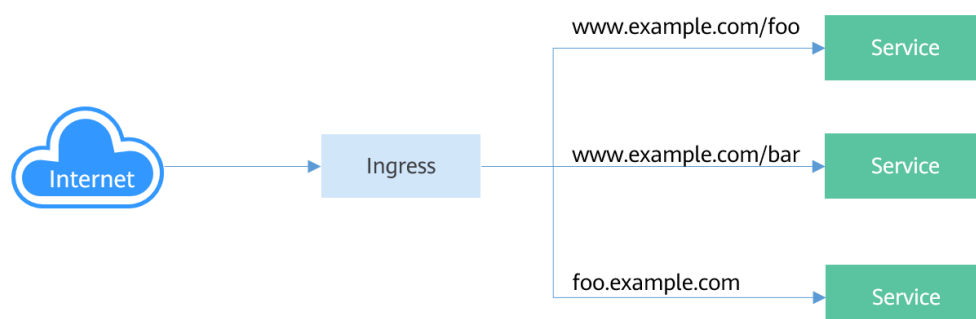 www.example.com/foo
Service
Internet
Ingress
www.example.com/bar
Service
foo.example.com
Service